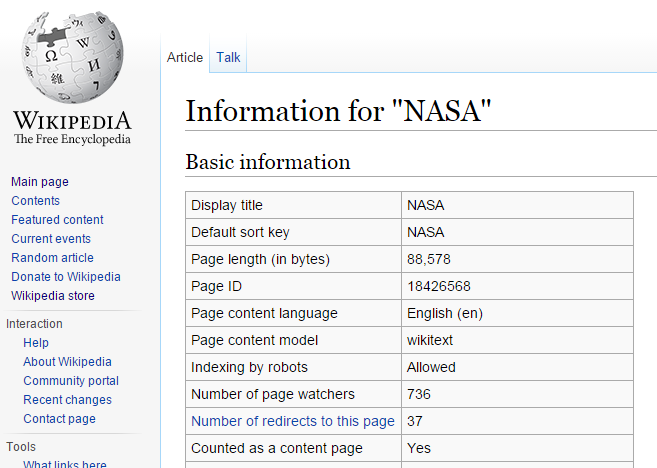 WIKIPEDIA
The Free Encyclopedia
Main page
Contents
Featured content
Current events
Random article
Donate to Wikipedia
Wikipedia store
Interaction
Help
About Wikipedia
Community portal
Recent changes
Contact page
Tools
What links here
Article Talk
Information for "NASA"
Basic information
Display title NASA
Default sort key NASA
Page length (in bytes) 88,578
Page ID 18426568
Page content language English (en)
Page content model wikitext
Indexing by robots Allowed
Number of page watchers 736
Number of redirects to this page 37
Counted as a content page Yes